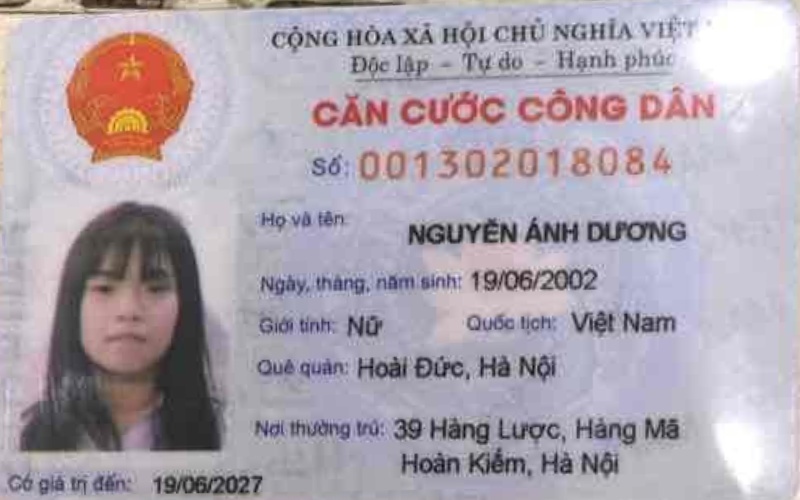 CỘNG HÒA XÃ HỘI CHỦ NGHĨA VIỆT
Độc lập - Tự do - Hạnh phúc
CĂN CƯỚC CÔNG DÂN
Số: 001302018084
Họ và tên:
NGUYỄN ÁNH DƯƠNG
Ngày, tháng, năm sinh: 19/06/2002
Giới tính: Nữ Quốc tịch: Việt Nam
Quê quán: Hoài Đức, Hà Nội
Nơi thường trú: 39 Hàng Lược, Hàng Mã
Hoàn Kiếm, Hà Nội
Có giá trị đến: 19/06/2027